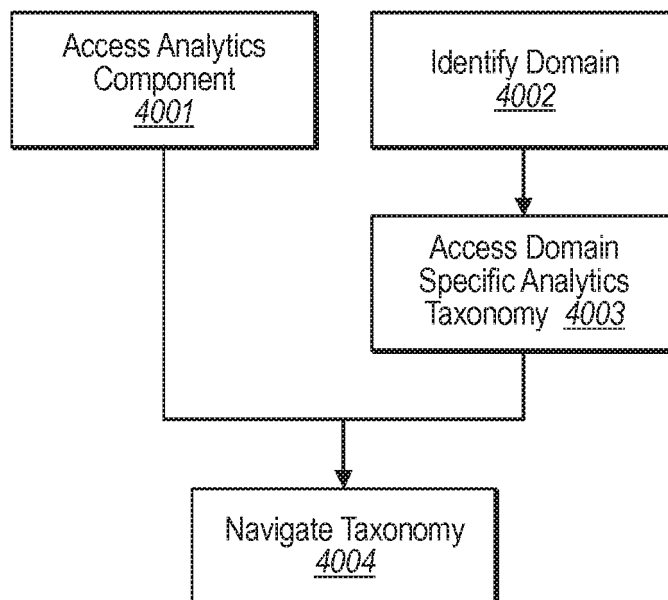 Access Analytics
Component
4001
Identify Domain
4002
Access Domain
Specific Analytics
Taxonomy 4003
Navigate Taxonomy
4004